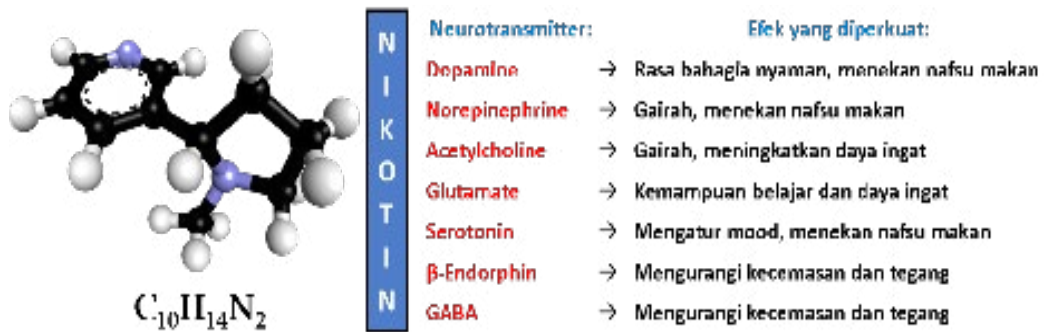 C10H14N2
NIKOTIN
Neurotransmitter: Efek yang diperkuat:
Dopamine → Rasa bahagia nyaman, menekan nafsu makan
Norepinephrine → Gairah, menekan nafsu makan
Acetylcholine → Gairah, meningkatkan daya ingat
Glutamate → Kemampuan belajar dan daya ingat
Serotonin → Mengatur mood, menekan nafsu makan
β-Endorphin → Mengurangi kecemasan dan tegang
GABA → Mengurangi kecemasan dan tegang